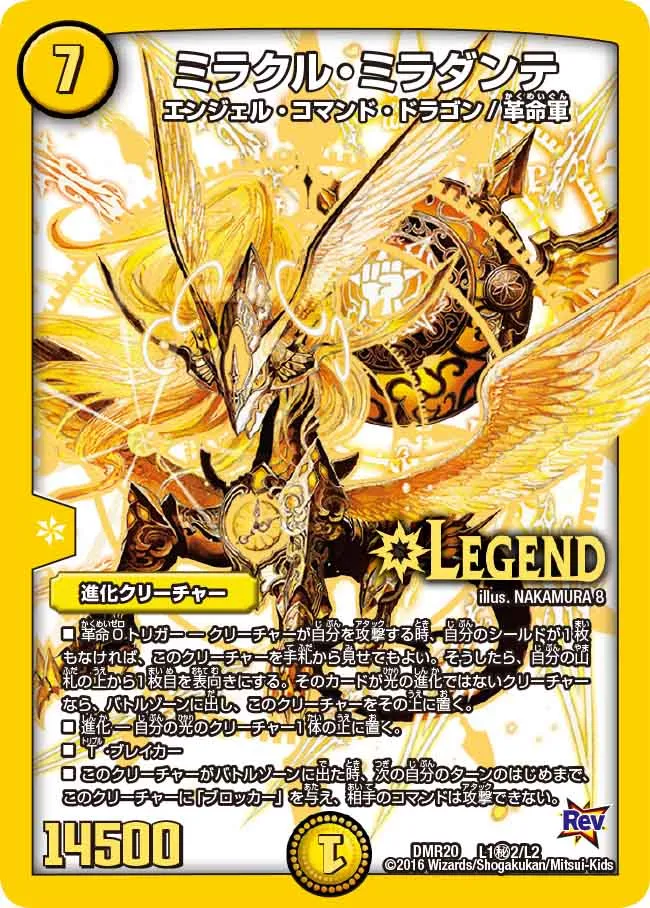 7
ミラクル・ミラダンテ
エンジェル・コマンド・ドラゴン / 革命軍
かくめいぐん
LEGEND
illus. NAKAMURA 8
進化クリーチャー
■ 革命0トリガー ー クリーチャーが自分を攻撃する時、自分のシールドが1枚
もなければ、このクリーチャーを手札から見せてもよい。そうしたら、自分の山
札の上から1枚目を表向きにする。そのカードが光の進化ではないクリーチャー
なら、バトルゾーンに出し、このクリーチャーをその上に置く。
■ 進化 ー 自分の光のクリーチャー1体の上に置く。
■ T・ブレイカー
■ このクリーチャーがバトルゾーンに出た時、次の自分のターンのはじめまで、
このクリーチャーに「ブロッカー」を与え、相手のコマンドは攻撃できない。
Rev.
14500
1
DMR20 L1㊙2/L2
©2016 Wizards/Shogakukan/Mitsui-Kids